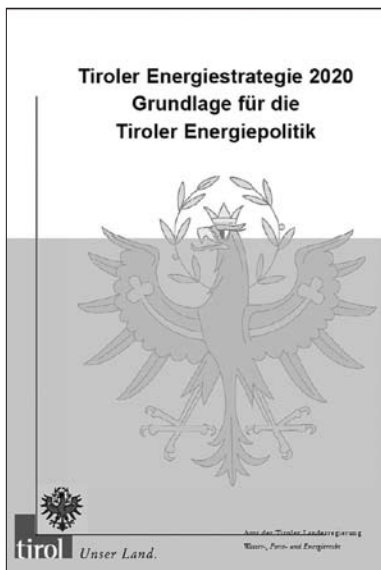 Tiroler Energiestrategie 2020
Grundlage für die
Tiroler Energiepolitik
Amt der Tiroler Landesregierung
Wasser-, Forst- und Energierecht
tirol Unser Land.